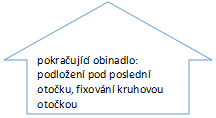 pokračující obinadlo:
podložení pod poslední
otočku, fixování kruhovou
otočkou